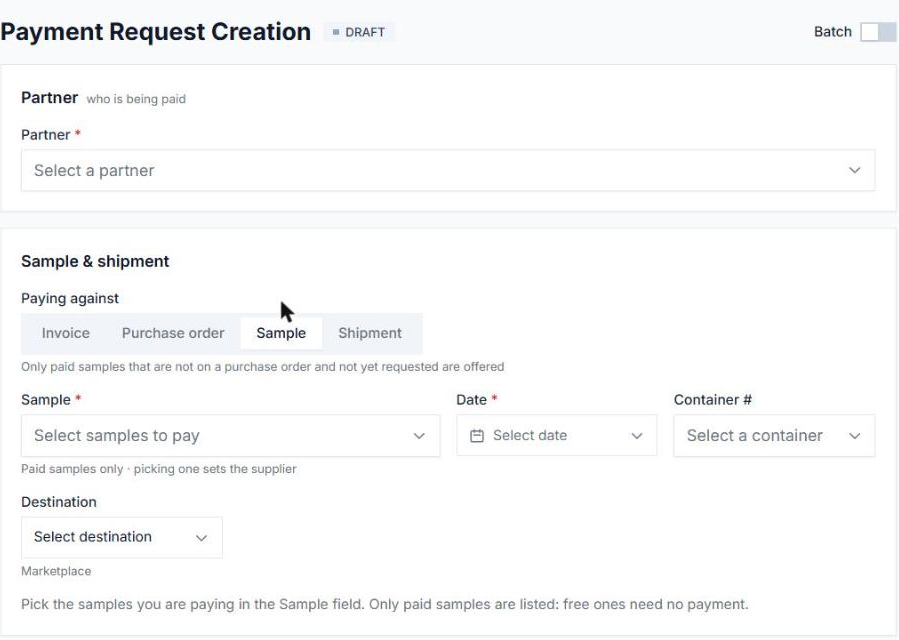 Payment Request Creation DRAFT Batch
Partner who is being paid
Partner *
Select a partner
Sample & shipment
Paying against
Invoice Purchase order Sample Shipment
Only paid samples that are not on a purchase order and not yet requested are offered
Sample * Date * Container #
Select samples to pay Select date Select a container
Paid samples only · picking one sets the supplier
Destination
Select destination
Marketplace
Pick the samples you are paying in the Sample field. Only paid samples are listed: free ones need no payment.